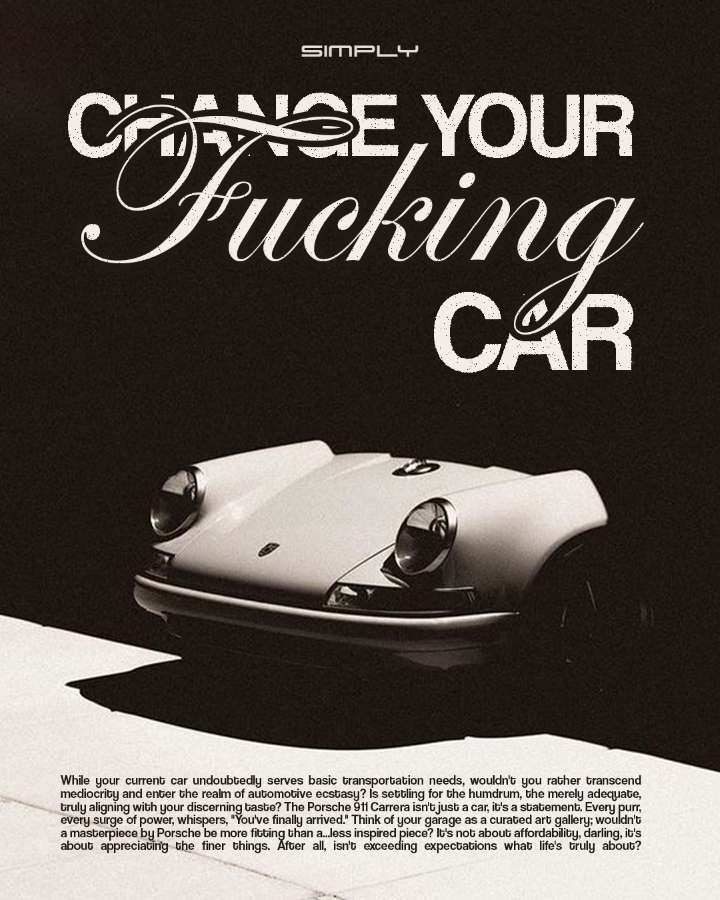 SIMPLY
CHANGE YOUR
Fucking
CAR
While your current car undoubtedly serves basic transportation needs, wouldn't you rather transcend
mediocrity and enter the realm of automotive ecstasy? Is settling for the humdrum, the merely adequate,
truly aligning with your discerning taste? The Porsche 911 Carrera isn't just a car, it's a statement. Every purr,
every surge of power, whispers, "You've finally arrived." Think of your garage as a curated art gallery; wouldn't
a masterpiece by Porsche be more fitting than a...less inspired piece? It's not about affordability, darling, it's
about appreciating the finer things. After all, isn't exceeding expectations what life's truly about?